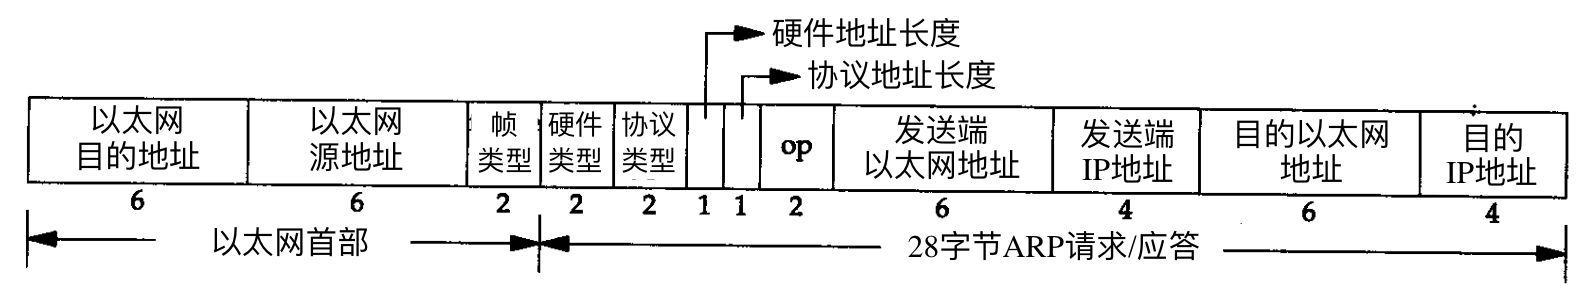 硬件地址长度
协议地址长度
以太网
目的地址
以太网
源地址
帧
类型
硬件
类型
协议
类型
op
发送端
以太网地址
发送端
IP地址
目的以太网
地址
目的
IP地址
6
6
2
2
2
1
1
2
6
4
6
4
以太网首部
28字节ARP请求/应答